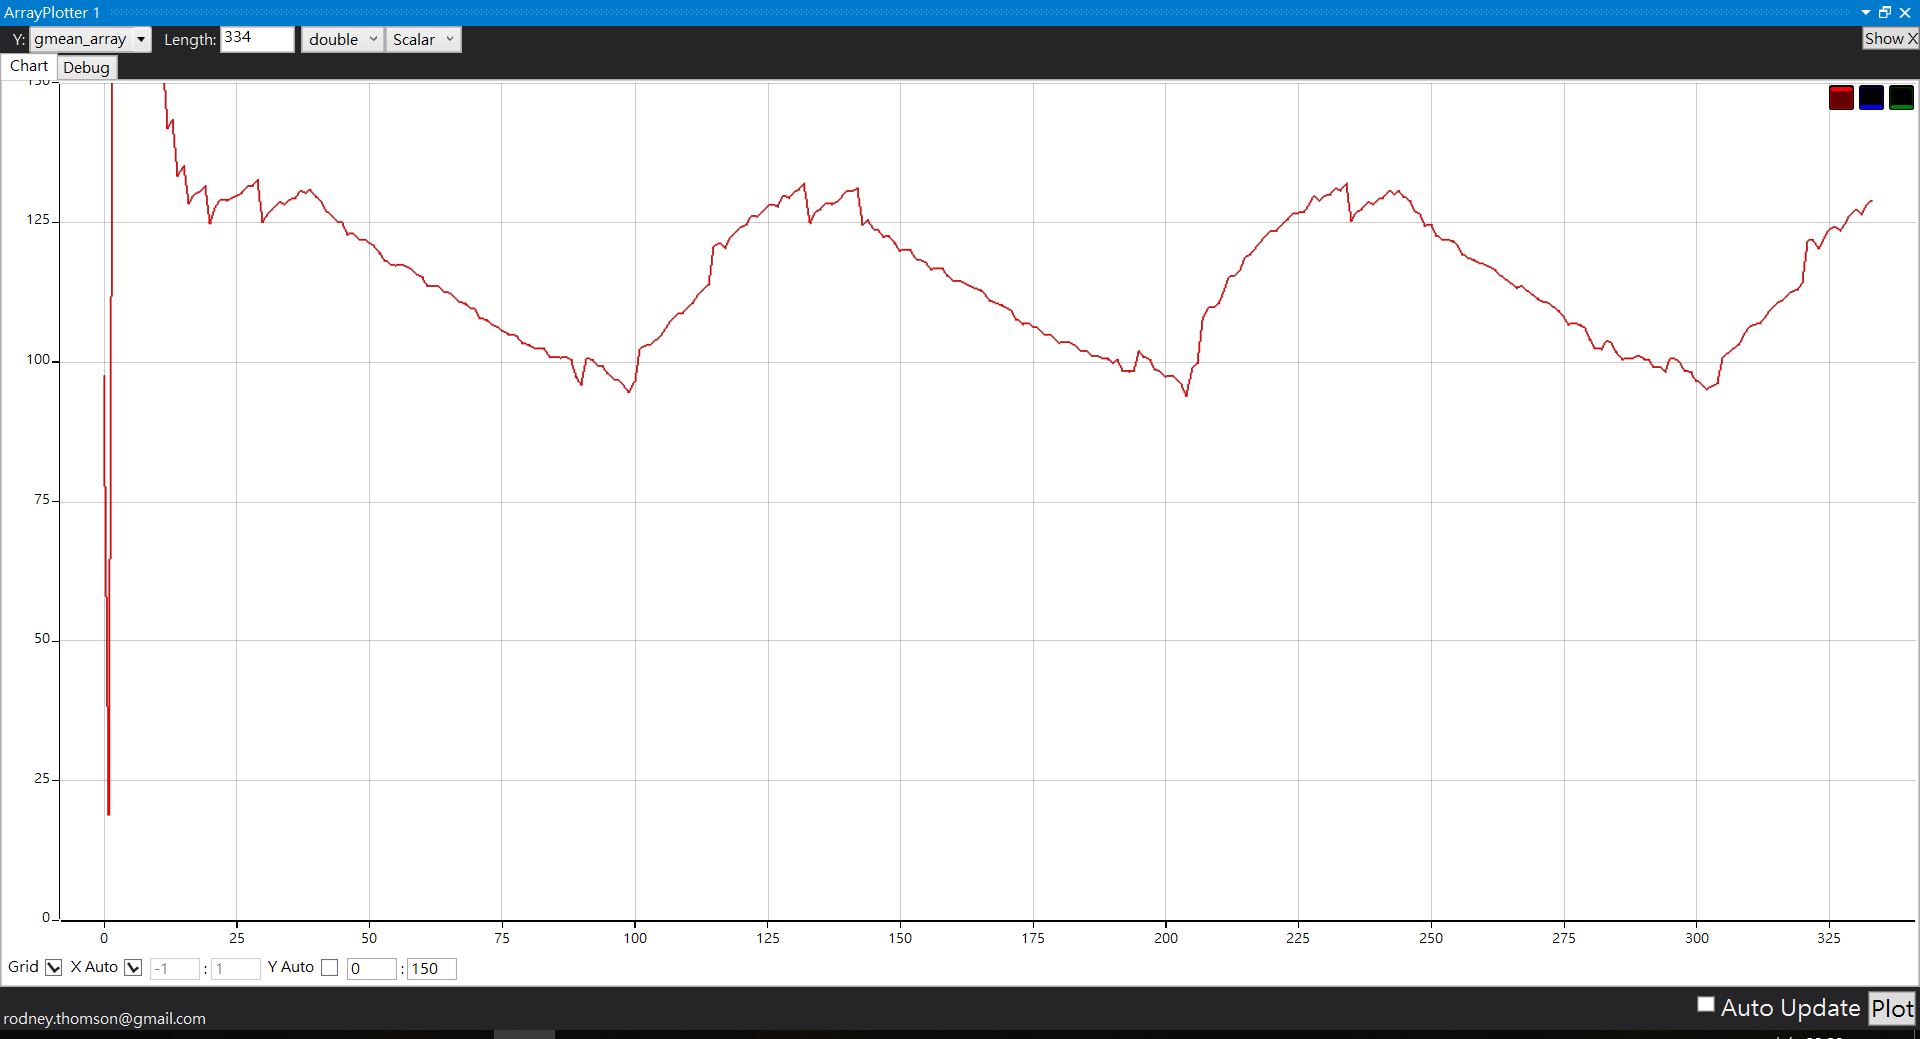 ArrayPlotter 1
Y: gmean_array Length: 334 double Scalar Show X
Chart Debug
150
125
100
75
50
25
0
0 25 50 75 100 125 150 175 200 225 250 275 300 325
Grid X Auto -1 : 1 Y Auto 0 : 150
Auto Update Plot
rodney.thomson@gmail.com